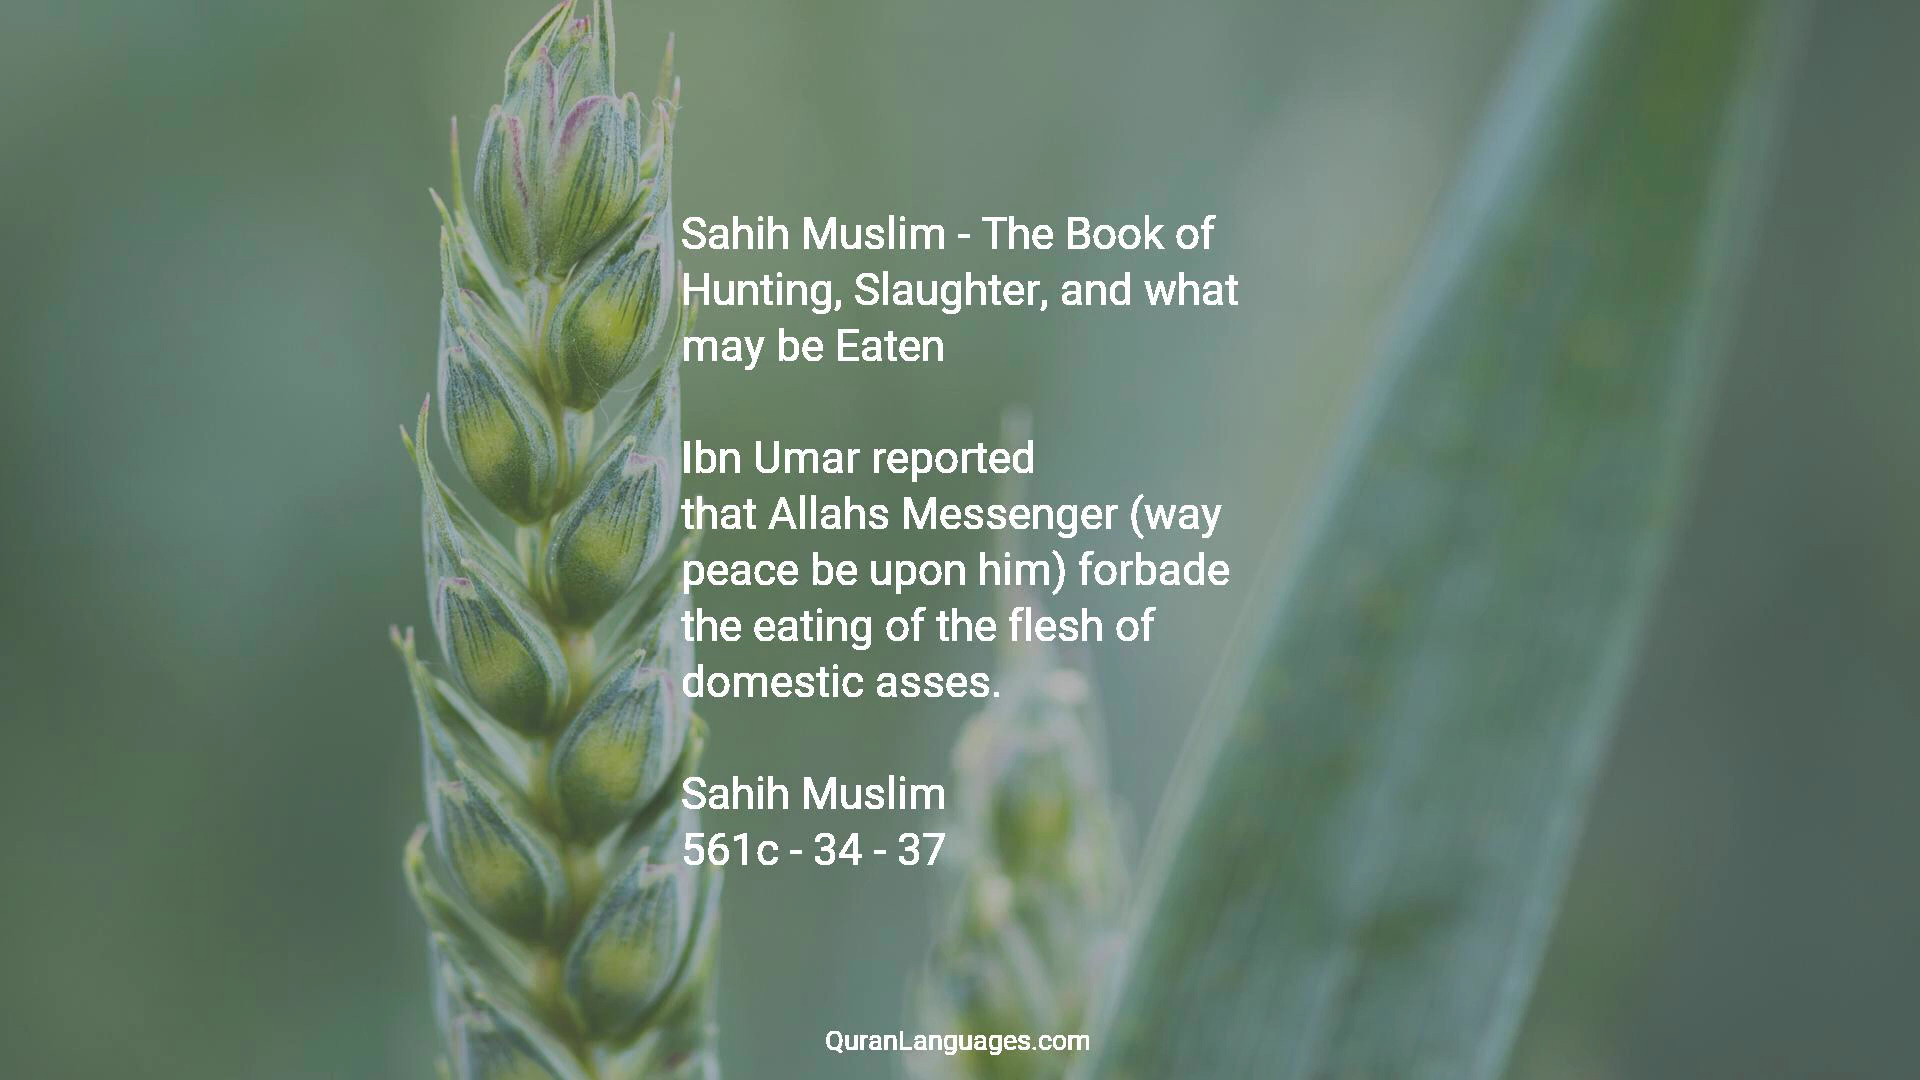 Sahih Muslim - The Book of
Hunting, Slaughter, and what
may be Eaten
Ibn Umar reported
that Allahs Messenger (way
peace be upon him) forbade
the eating of the flesh of
domestic asses.
Sahih Muslim
561c - 34 - 37
QuranLanguages.com